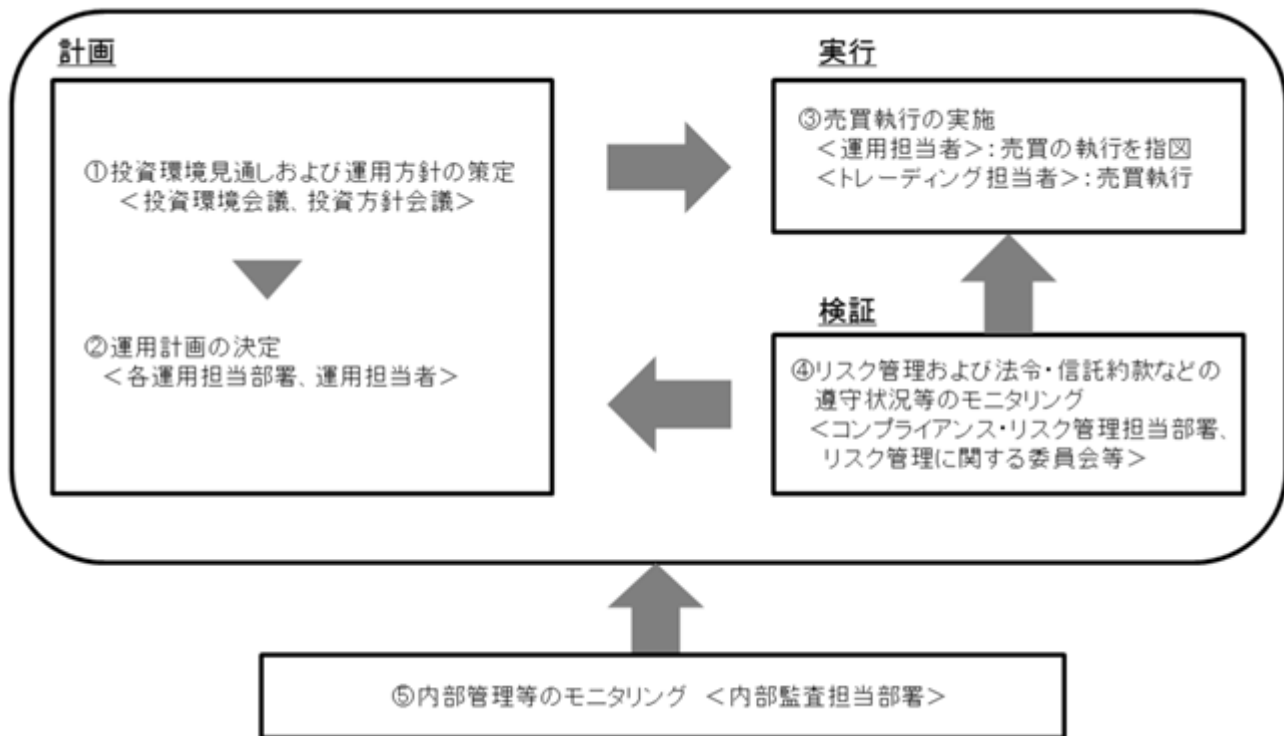 計画
①投資環境見通しおよび運用方針の策定
＜投資環境会議、投資方針会議＞
②運用計画の決定
＜各運用担当部署、運用担当者＞
実行
③売買執行の実施
＜運用担当者＞：売買の執行を指図
＜トレーディング担当者＞：売買執行
検証
④リスク管理および法令・信託約款などの
遵守状況等のモニタリング
＜コンプライアンス・リスク管理担当部署、
リスク管理に関する委員会等＞
⑤内部管理等のモニタリング ＜内部監査担当部署＞